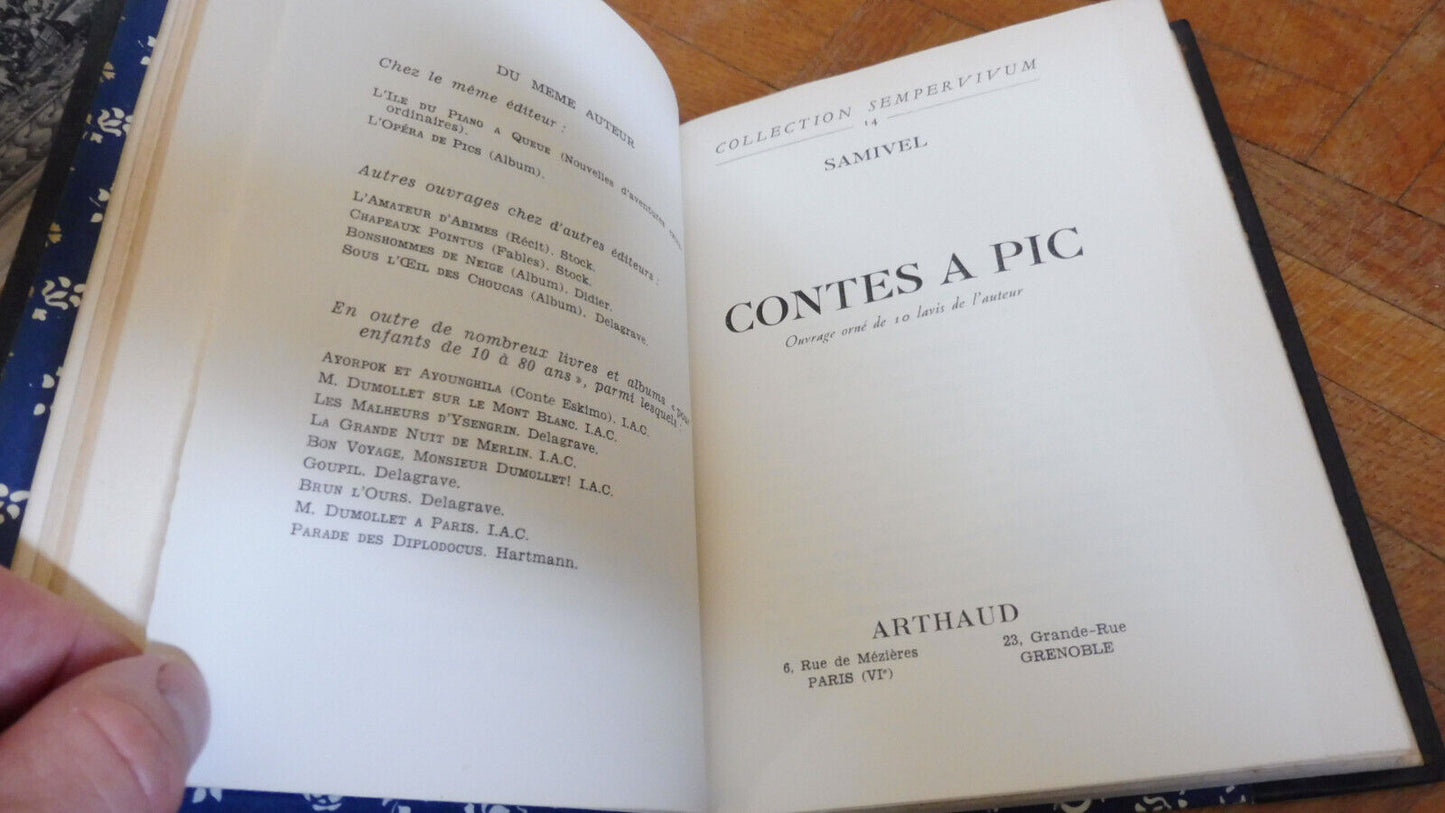 DU MEME AUTEUR
Chez le même éditeur :
L'Ile du Piano a Queue (Nouvelles d'aventures
ordinaires).
L'Opéra de Pics (Album).
Autres ouvrages chez d'autres éditeurs :
L'Amateur d'Abimes (Récit). Stock.
Chapeaux Pointus (Fables). Stock.
Bonshommes de Neige (Album). Didier.
Sous l'Œil des Choucas (Album). Delagrave.
En outre de nombreux livres et albums « pour
enfants de 10 à 80 ans », parmi lesquels :
Ayorpok et Ayounghila (Conte Eskimo). I.A.C.
M. Dumollet sur le Mont Blanc. I.A.C.
Les Malheurs d'Ysengrin. Delagrave.
La Grande Nuit de Merlin. I.A.C.
Bon Voyage, Monsieur Dumollet! I.A.C.
Goupil. Delagrave.
Brun l'Ours. Delagrave.
M. Dumollet a Paris. I.A.C.
Parade des Diplodocus. Hartmann.
COLLECTION SEMPERVIVUM
14
SAMIVEL
CONTES A PIC
Ouvrage orné de 10 lavis de l'auteur
ARTHAUD
6, Rue de Mézières 23, Grande-Rue
PARIS (VIe) GRENOBLE